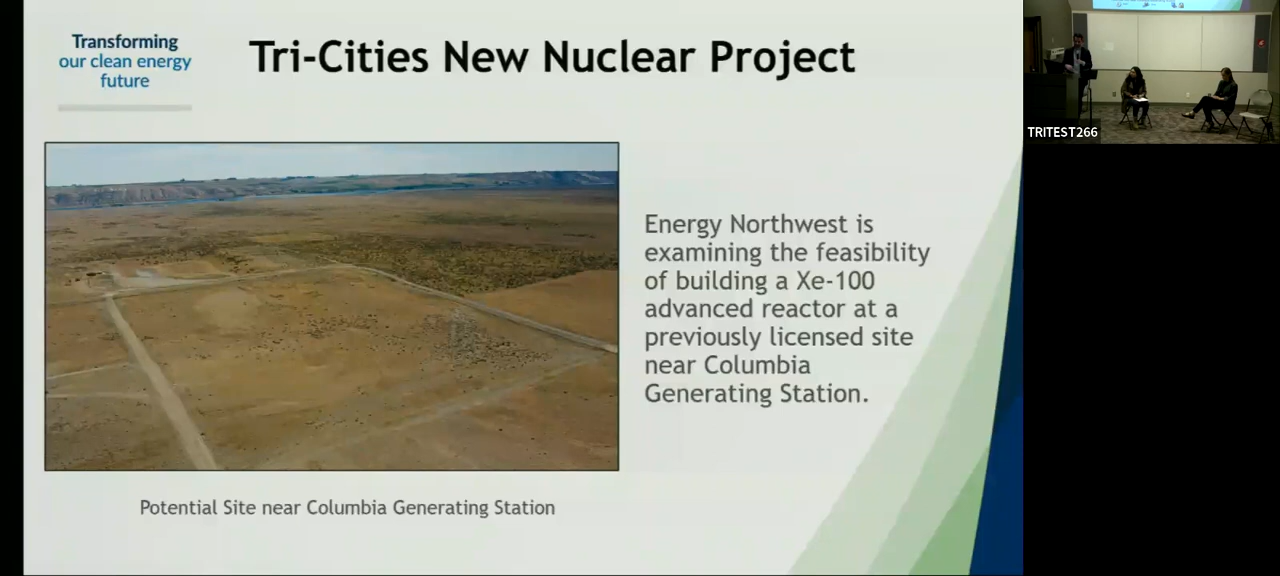 Transforming
our clean energy
future
Tri-Cities New Nuclear Project
Energy Northwest is
examining the feasibility
of building a Xe-100
advanced reactor at a
previously licensed site
near Columbia
Generating Station.
Potential Site near Columbia Generating Station
TRITEST266